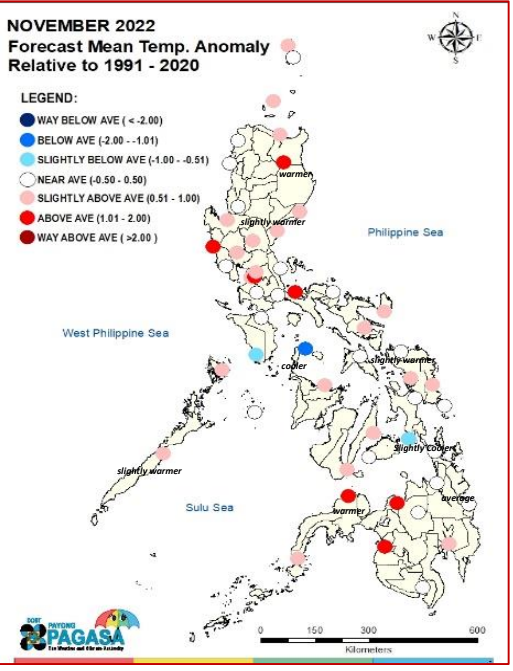 NOVEMBER 2022
Forecast Mean Temp. Anomaly
Relative to 1991 - 2020
N
W
E
S
LEGEND:
WAY BELOW AVE ( < -2.00)
BELOW AVE (-2.00 - -1.01)
SLIGHTLY BELOW AVE (-1.00 - -0.51)
NEAR AVE (-0.50 - 0.50)
SLIGHTLY ABOVE AVE (0.51 - 1.00)
ABOVE AVE (1.01 - 2.00)
WAY ABOVE AVE ( >2.00 )
warmer
slightly warmer
Philippine Sea
West Philippine Sea
slightly warmer
cooler
Slightly Cooler
slightly warmer
average
Sulu Sea
warmer
DOST
PAYONG
PAGASA
0 150 300 600
Kilometers